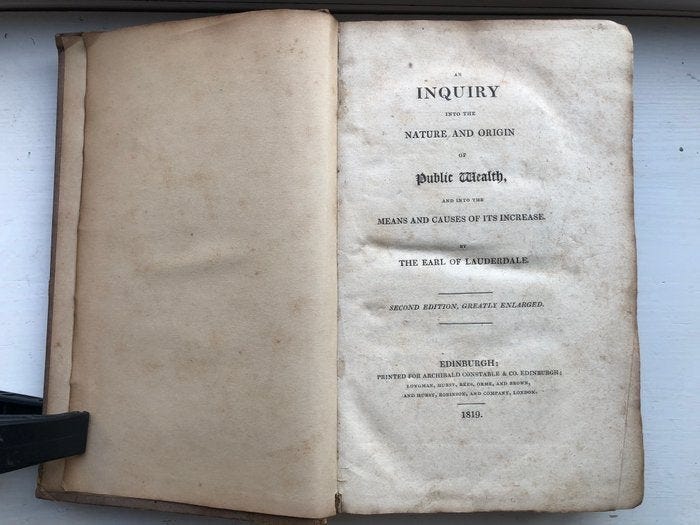 AN
INQUIRY
INTO THE
NATURE AND ORIGIN
OF
Public Wealth,
AND INTO THE
MEANS AND CAUSES OF ITS INCREASE.
BY
THE EARL OF LAUDERDALE.
SECOND EDITION, GREATLY ENLARGED.
EDINBURGH;
PRINTED FOR ARCHIBALD CONSTABLE & CO. EDINBURGH;
LONGMAN, HURST, REES, ORME, AND BROWN;
AND HURST, ROBINSON, AND COMPANY, LONDON.
1819.